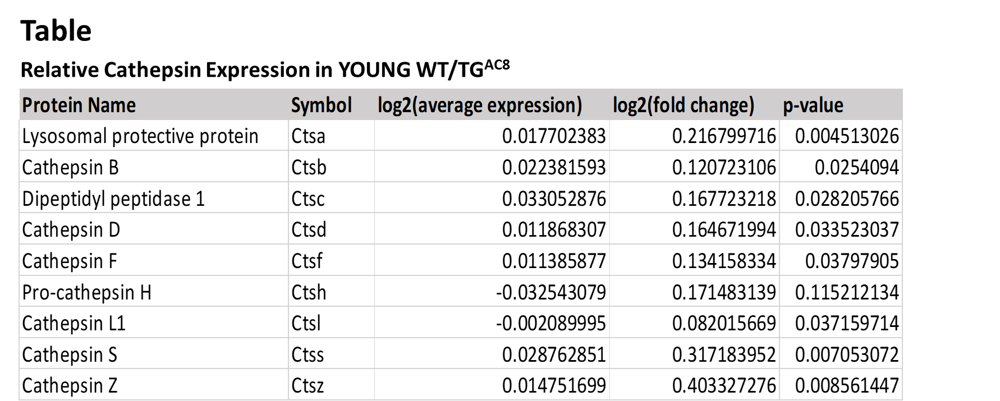 Table
Relative Cathepsin Expression in YOUNG WT/TGAC8
Protein Name Symbol log2(average expression) log2(fold change) p-value
Lysosomal protective protein Ctsa 0.017702383 0.216799716 0.004513026
Cathepsin B Ctsb 0.022381593 0.120723106 0.0254094
Dipeptidyl peptidase 1 Ctsc 0.033052876 0.167723218 0.028205766
Cathepsin D Ctsd 0.011868307 0.164671994 0.033523037
Cathepsin F Ctsf 0.011385877 0.134158334 0.03797905
Pro-cathepsin H Ctsh -0.032543079 0.171483139 0.115212134
Cathepsin L1 Ctsl -0.002089995 0.082015669 0.037159714
Cathepsin S Ctss 0.028762851 0.317183952 0.007053072
Cathepsin Z Ctsz 0.014751699 0.403327276 0.008561447